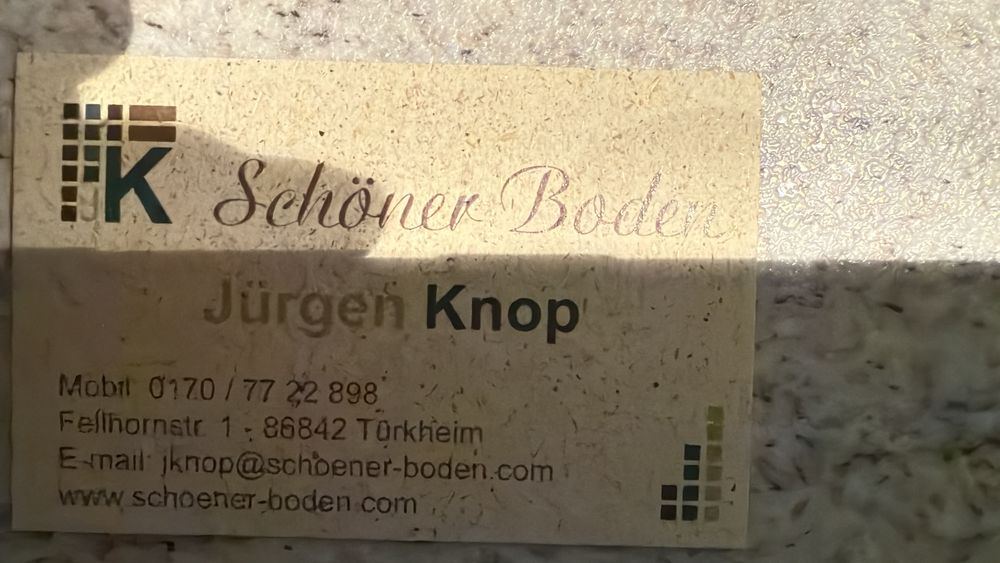 JK Schöner Boden
Jürgen Knop
Mobil 0170 / 77 22 898
Fellhornstr. 1 - 86842 Türkheim
E-mail: jknop@schoener-boden.com
www.schoener-boden.com